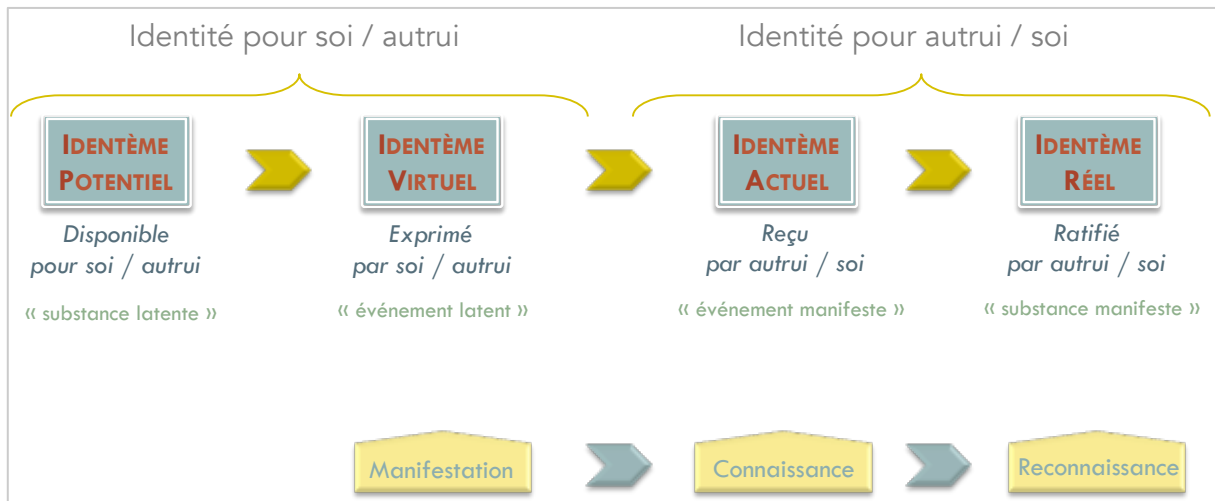 Identité pour soi / autrui
Identité pour autrui / soi
IDENTÈME
POTENTIEL
IDENTÈME
VIRTUEL
IDENTÈME
ACTUEL
IDENTÈME
RÉEL
Disponible
pour soi / autrui
Exprimé
par soi / autrui
Reçu
par autrui / soi
Ratifié
par autrui / soi
« substance latente »
« événement latent »
« événement manifeste »
« substance manifeste »
Manifestation
Connaissance
Reconnaissance